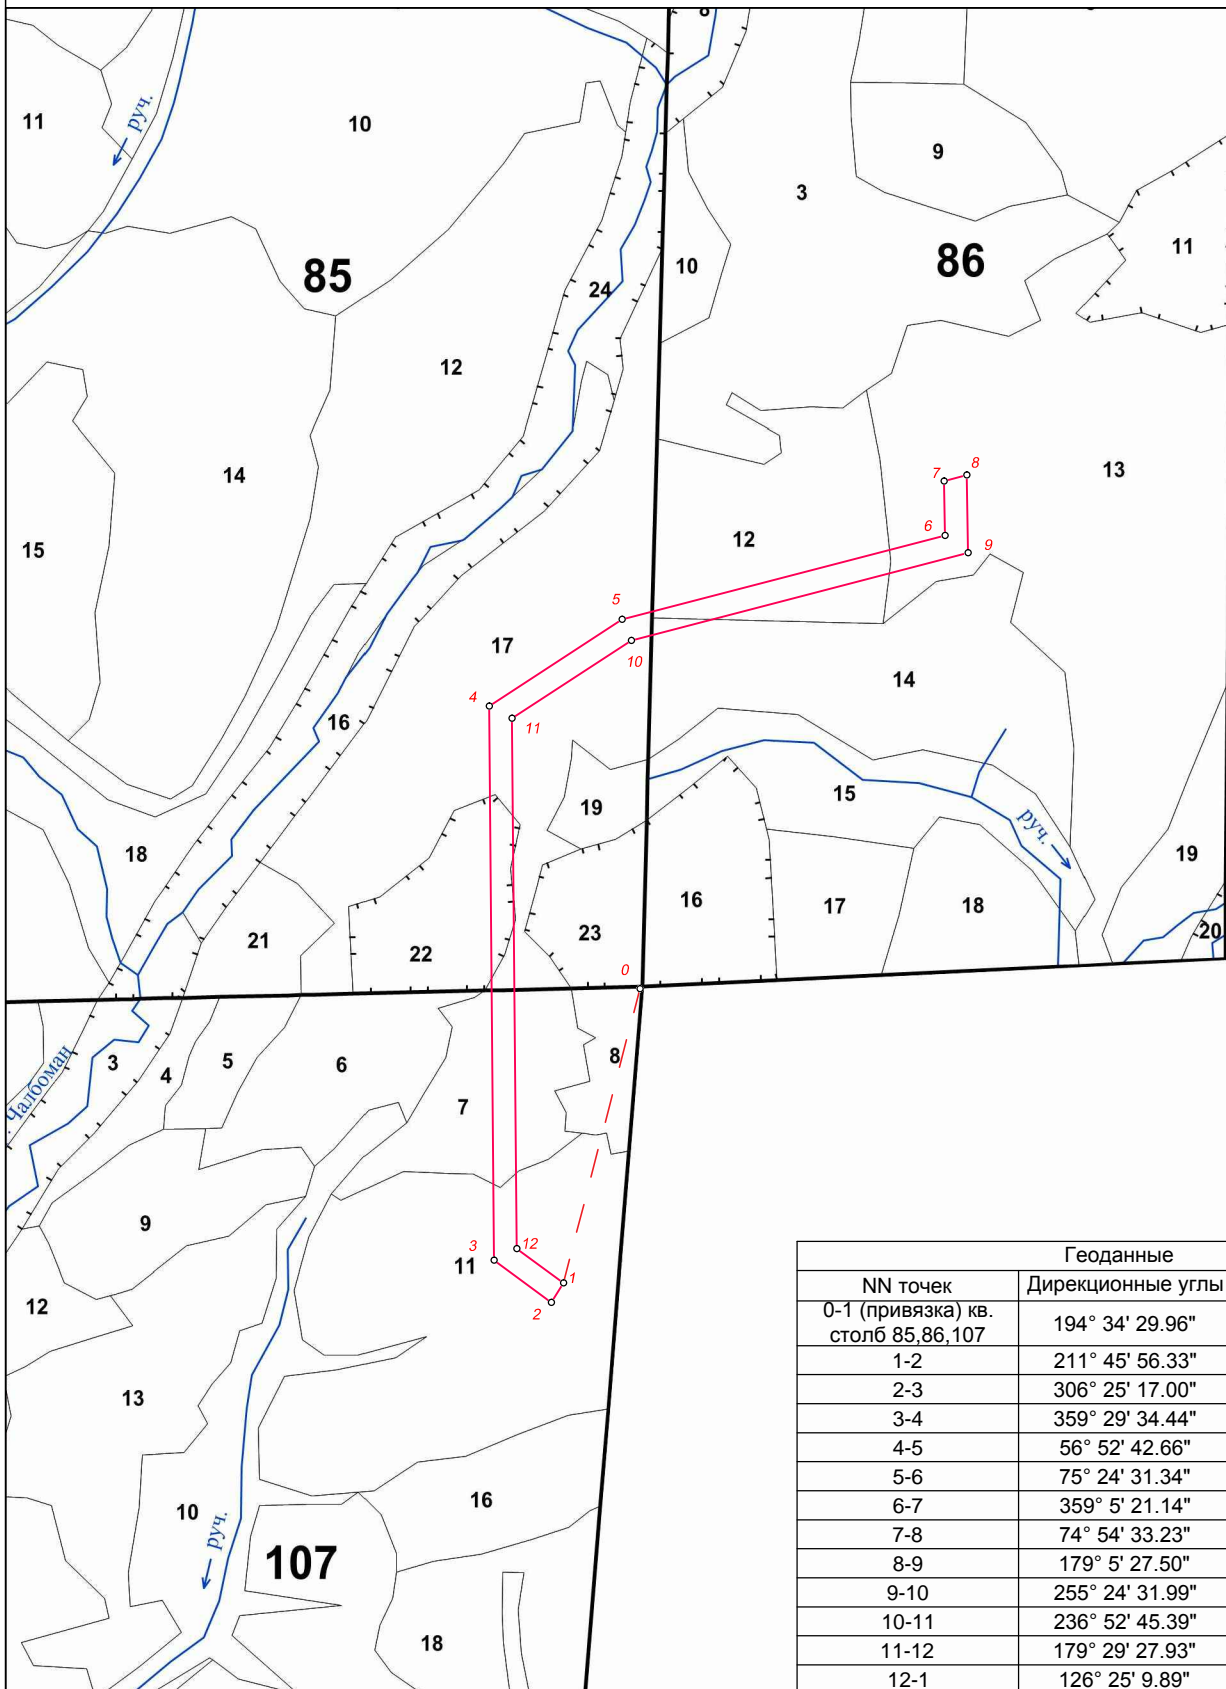 8
11
руч.
10
9
3
85
10
86
11
24
12
14
13
15
12
7
8
6
9
5
17
10
4
11
14
16
19
15
руч.
18
19
16
17
18
21
22
23
0
20
3
4
5
6
8
Чалбоман
7
9
3
12
11
1
2
12
13
10
16
руч.
107
18
Геоданные
NN точек Дирекционные углы
0-1 (привязка) кв. столб 85,86,107 194° 34' 29.96"
1-2 211° 45' 56.33"
2-3 306° 25' 17.00"
3-4 359° 29' 34.44"
4-5 56° 52' 42.66"
5-6 75° 24' 31.34"
6-7 359° 5' 21.14"
7-8 74° 54' 33.23"
8-9 179° 5' 27.50"
9-10 255° 24' 31.99"
10-11 236° 52' 45.39"
11-12 179° 29' 27.93"
12-1 126° 25' 9.89"